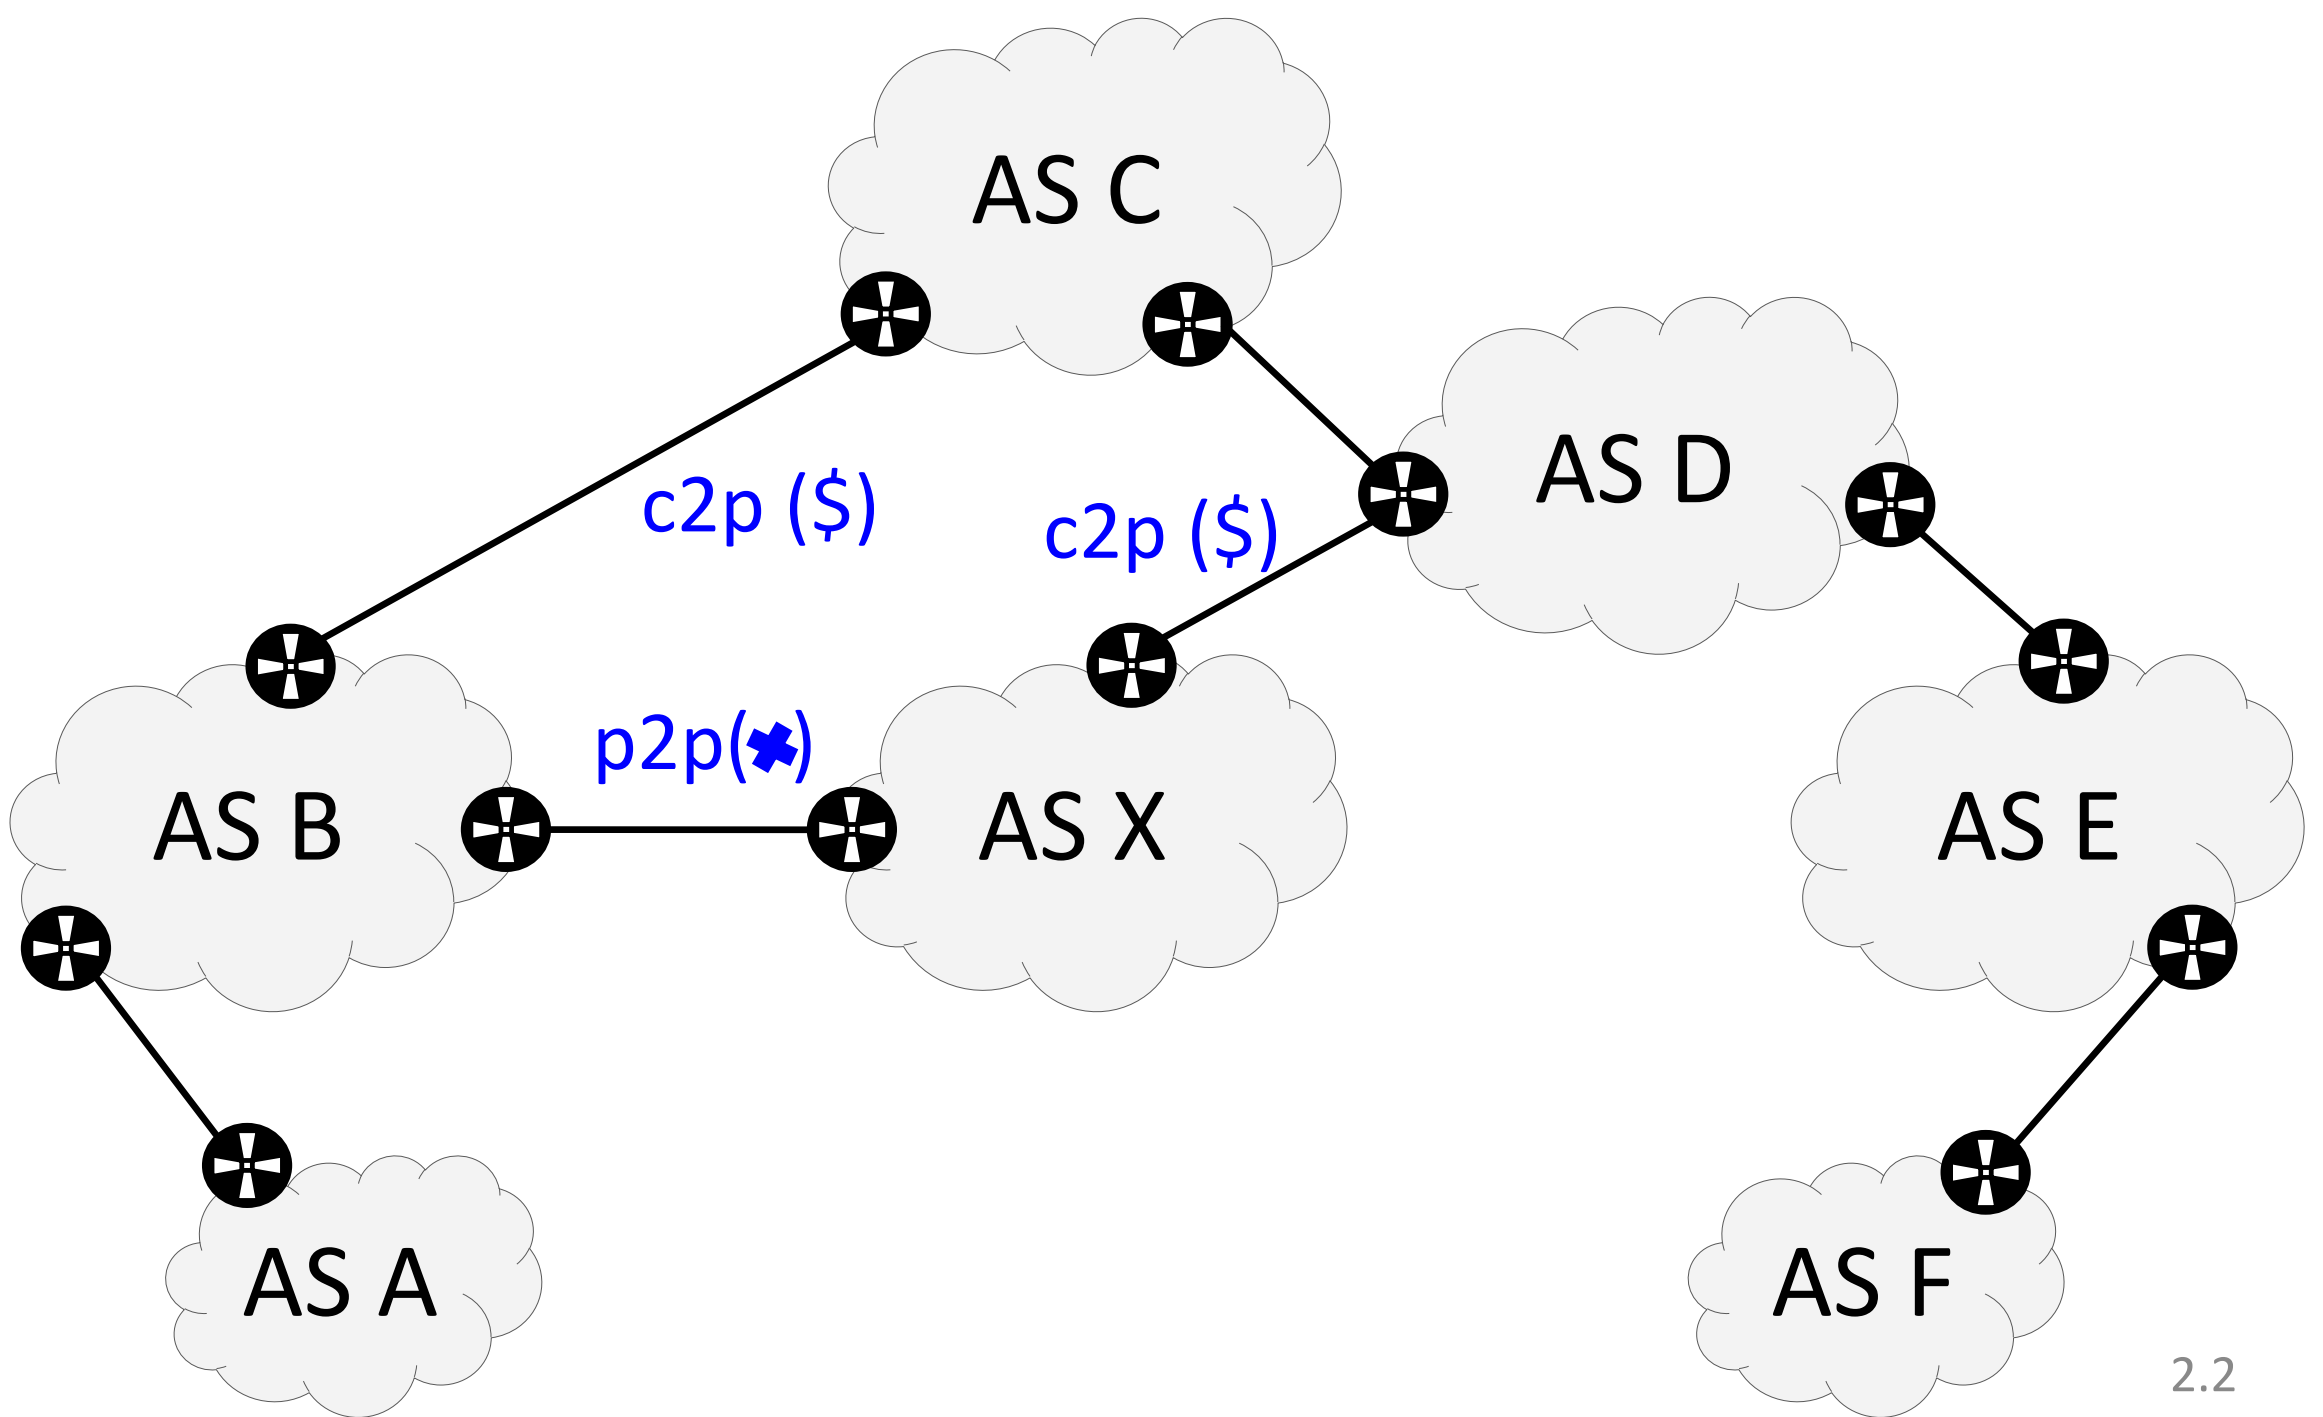 AS C
AS D
c2p ($)
c2p ($)
p2p(✖)
AS B
AS X
AS E
AS A
AS F
2.2